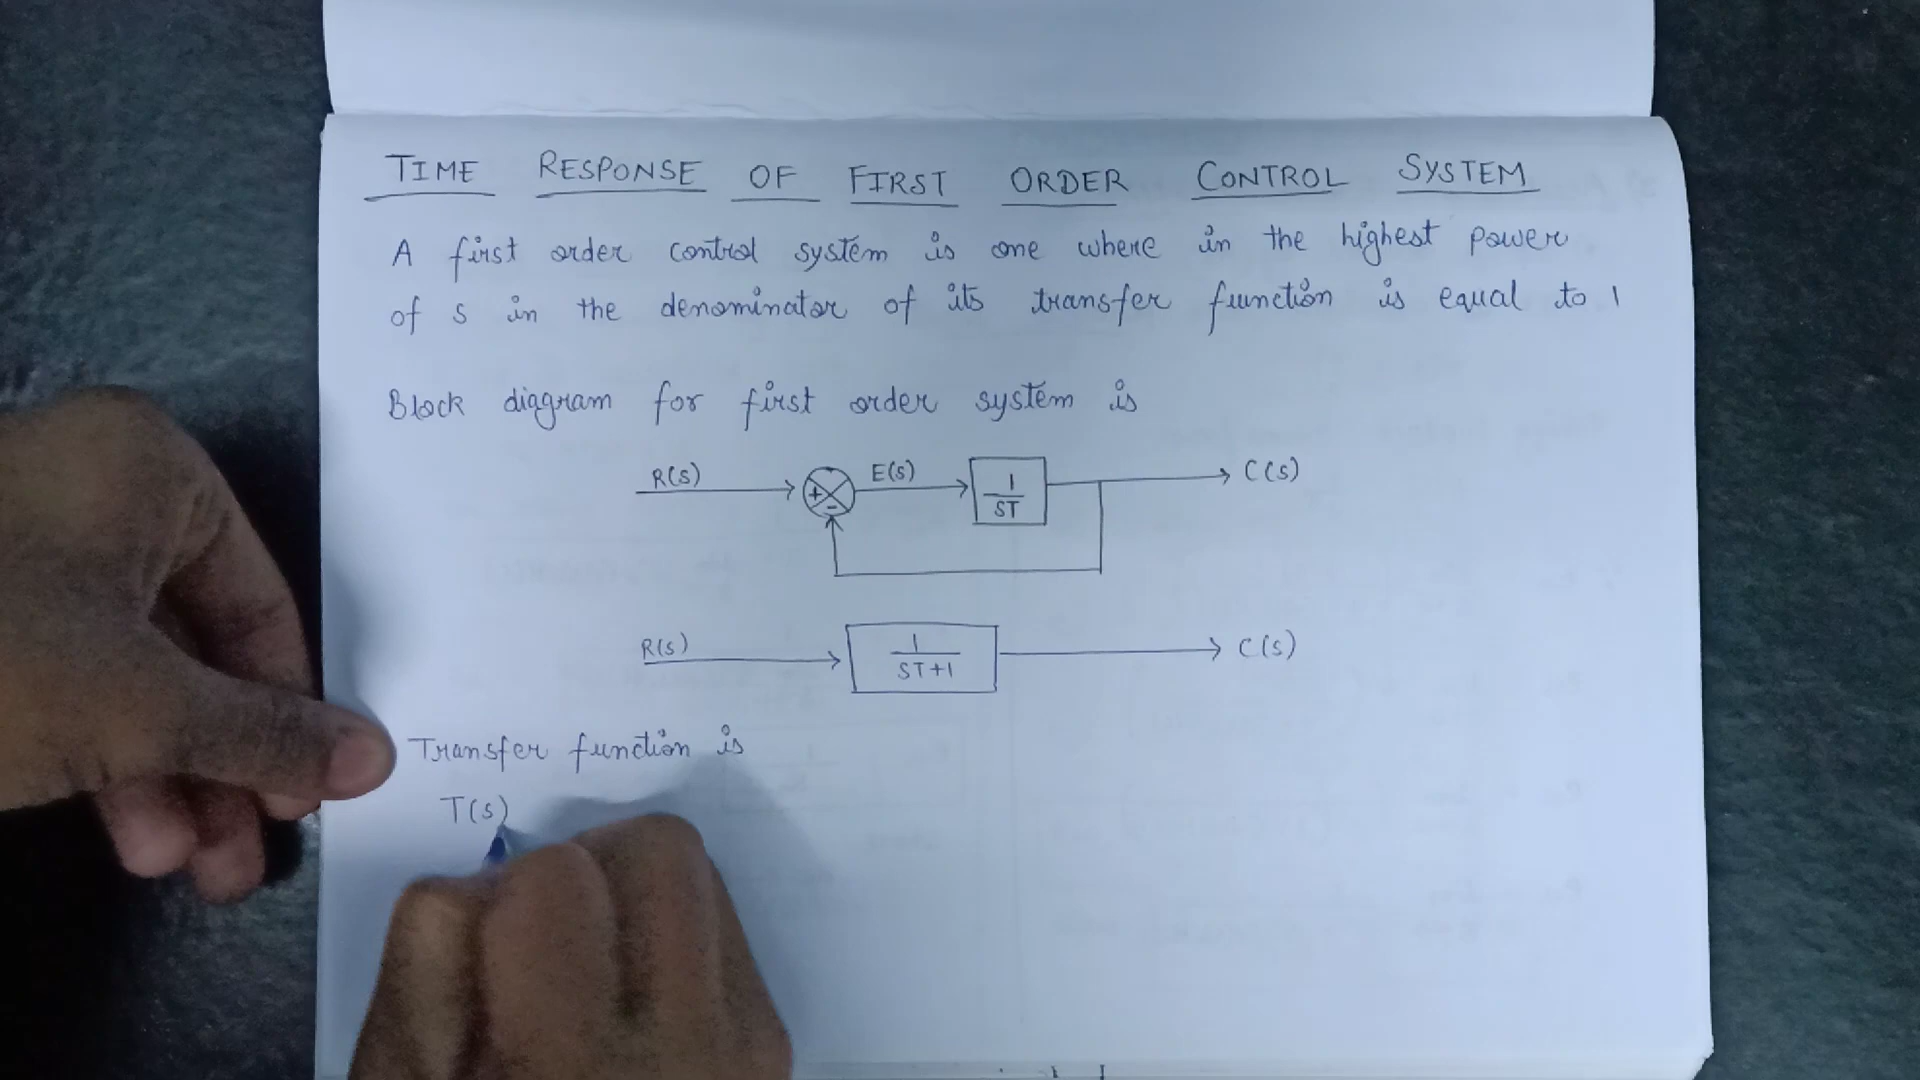 TIME RESPONSE OF FIRST ORDER CONTROL SYSTEM
A first order control system is one where in the highest power
of s in the denominator of its transfer function is equal to 1
Block diagram for first order system is
R(s) + - E(s) 1/ST C(s)
R(s) 1/ST+1 C(s)
Transfer function is
T(s)